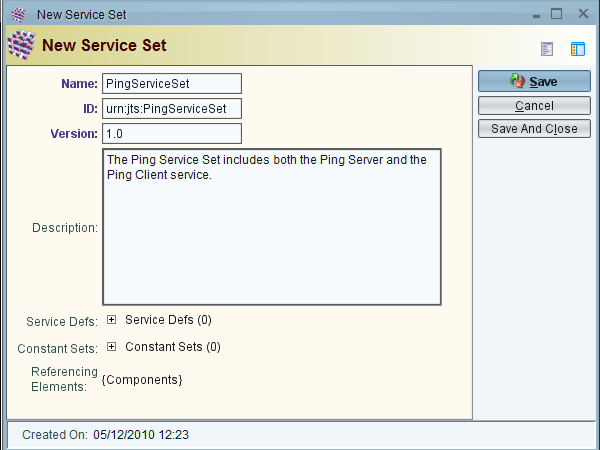 New Service Set
New Service Set
Name: PingServiceSet
ID: urn:jts:PingServiceSet
Version: 1.0
Description: The Ping Service Set includes both the Ping Server and the
Ping Client service.
Service Defs: Service Defs (0)
Constant Sets: Constant Sets (0)
Referencing
Elements: {Components}
Save
Cancel
Save And Close
Created On: 05/12/2010 12:23